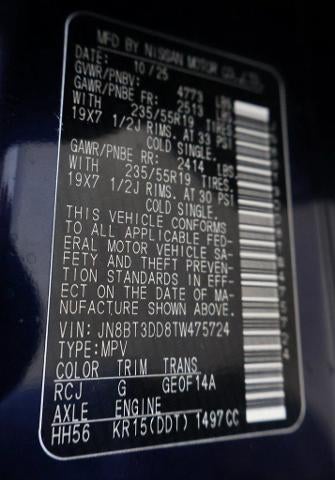 MFD BY NISSAN MOTOR CO., LTD.
DATE: 10/25
GVWR/PNBV: 4773 LBS
GAWR/PNBE FR: 2513 LBS
WITH 235/55R19 TIRES.
19X7 1/2J RIMS. AT 33 PSI
COLD SINGLE.
GAWR/PNBE RR: 2414 LBS
WITH 235/55R19 TIRES.
19X7 1/2J RIMS. AT 30 PSI
COLD SINGLE.
THIS VEHICLE CONFORMS
TO ALL APPLICABLE FED-
ERAL MOTOR VEHICLE SA-
FETY AND THEFT PREVEN-
TION STANDARDS IN EFF-
ECT ON THE DATE OF MA-
NUFACTURE SHOWN ABOVE.
VIN: JN8BT3DD8TW475724
TYPE:MPV
COLOR TRIM TRANS
RCJ G GE0F14A
AXLE ENGINE
HH56 KR15(DDT) 1497CC